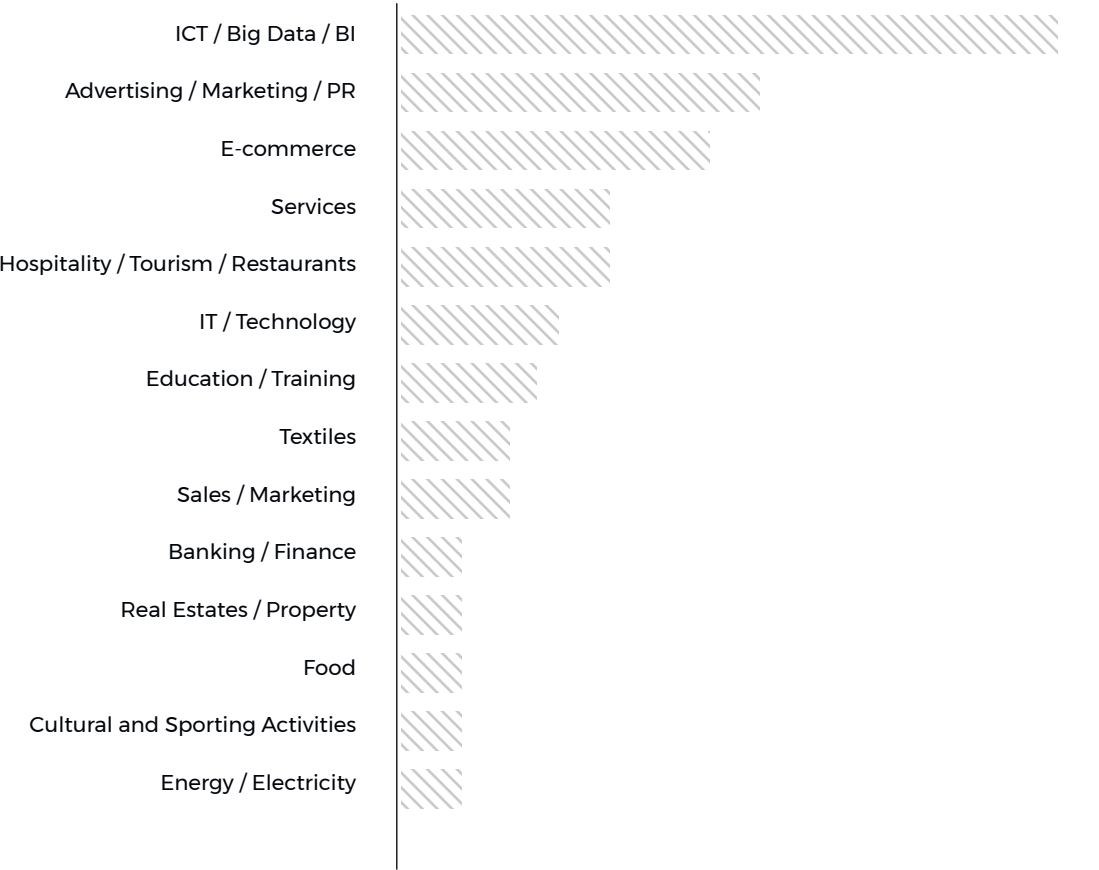 ICT / Big Data / BI
Advertising / Marketing / PR
E-commerce
Services
Hospitality / Tourism / Restaurants
IT / Technology
Education / Training
Textiles
Sales / Marketing
Banking / Finance
Real Estates / Property
Food
Cultural and Sporting Activities
Energy / Electricity